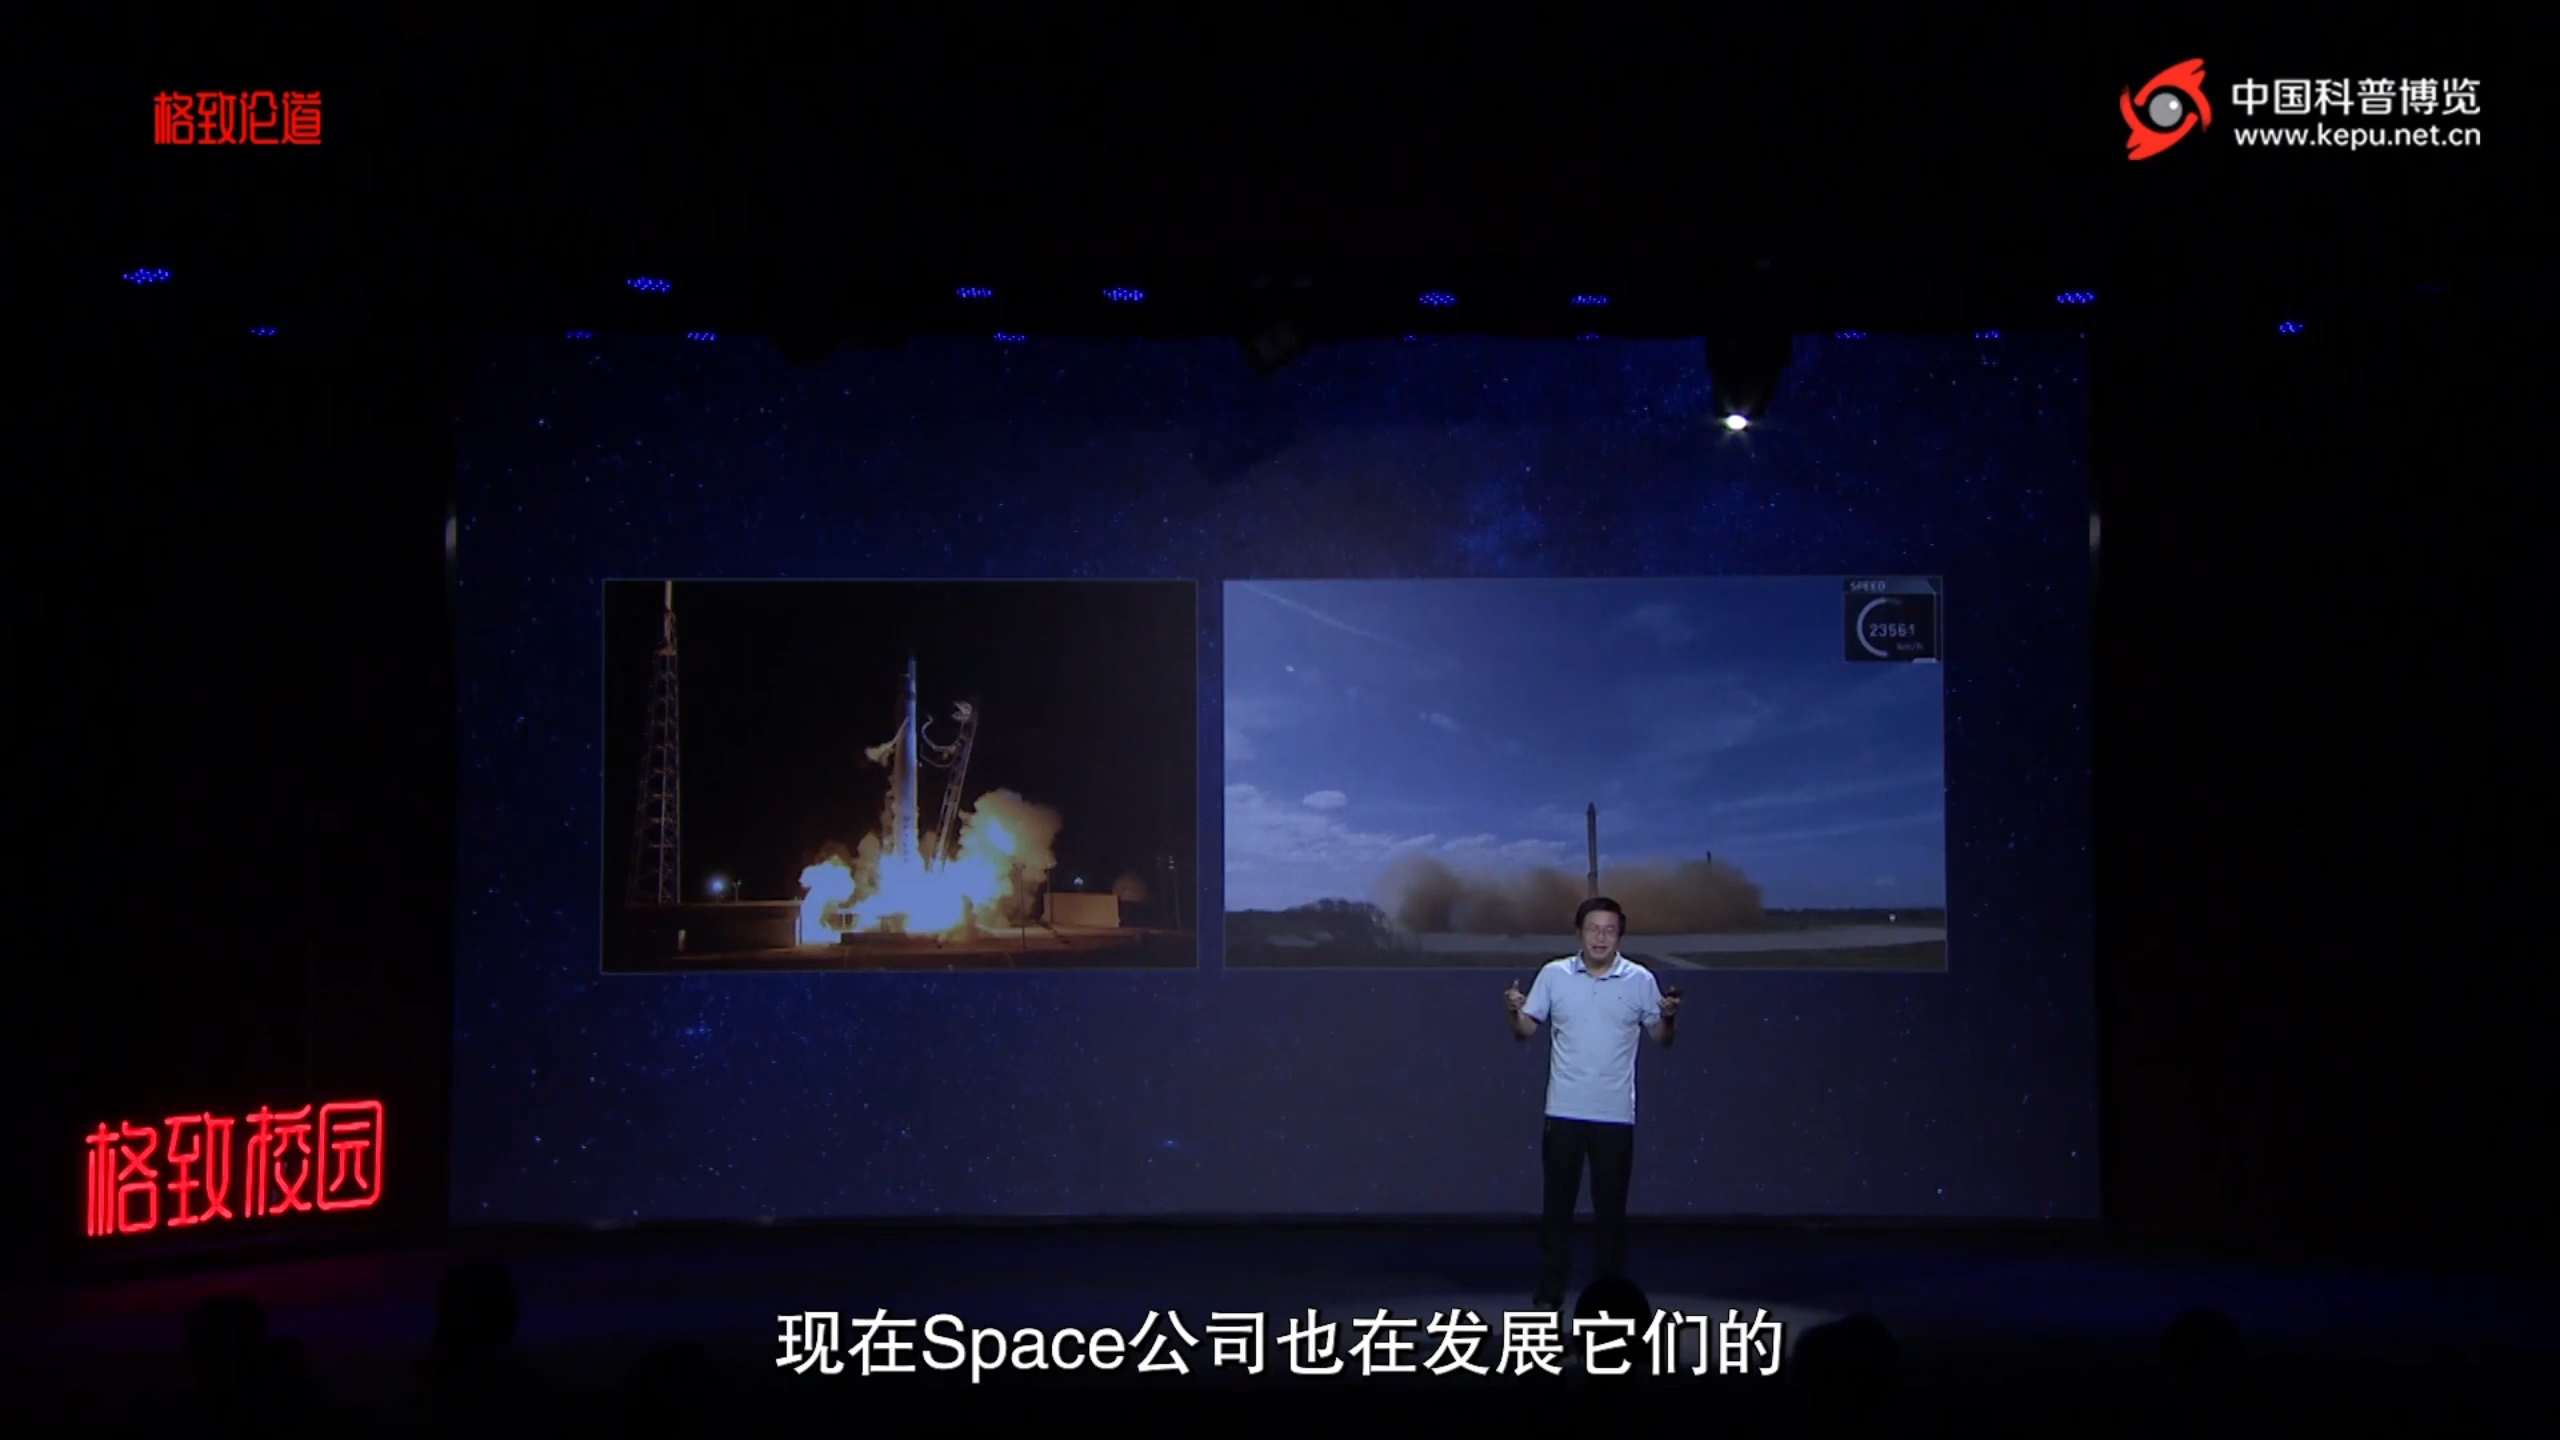 格致论道
中国科普博览
www.kepu.net.cn
SPEED
23561
km/h
格致校园
现在Space公司也在发展它们的